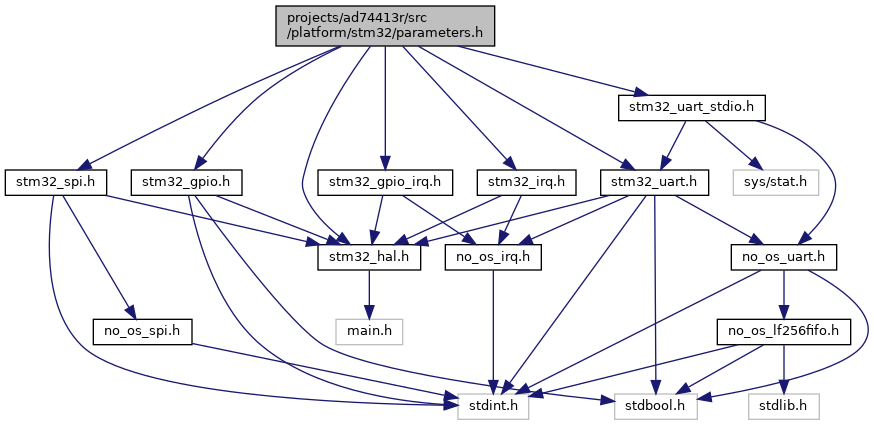 projects/ad74413r/src
/platform/stm32/parameters.h
stm32_uart_stdio.h
stm32_spi.h
stm32_gpio.h
stm32_gpio_irq.h
stm32_irq.h
stm32_uart.h
sys/stat.h
stm32_hal.h
no_os_irq.h
no_os_uart.h
no_os_spi.h
main.h
no_os_lf256fifo.h
stdint.h
stdbool.h
stdlib.h